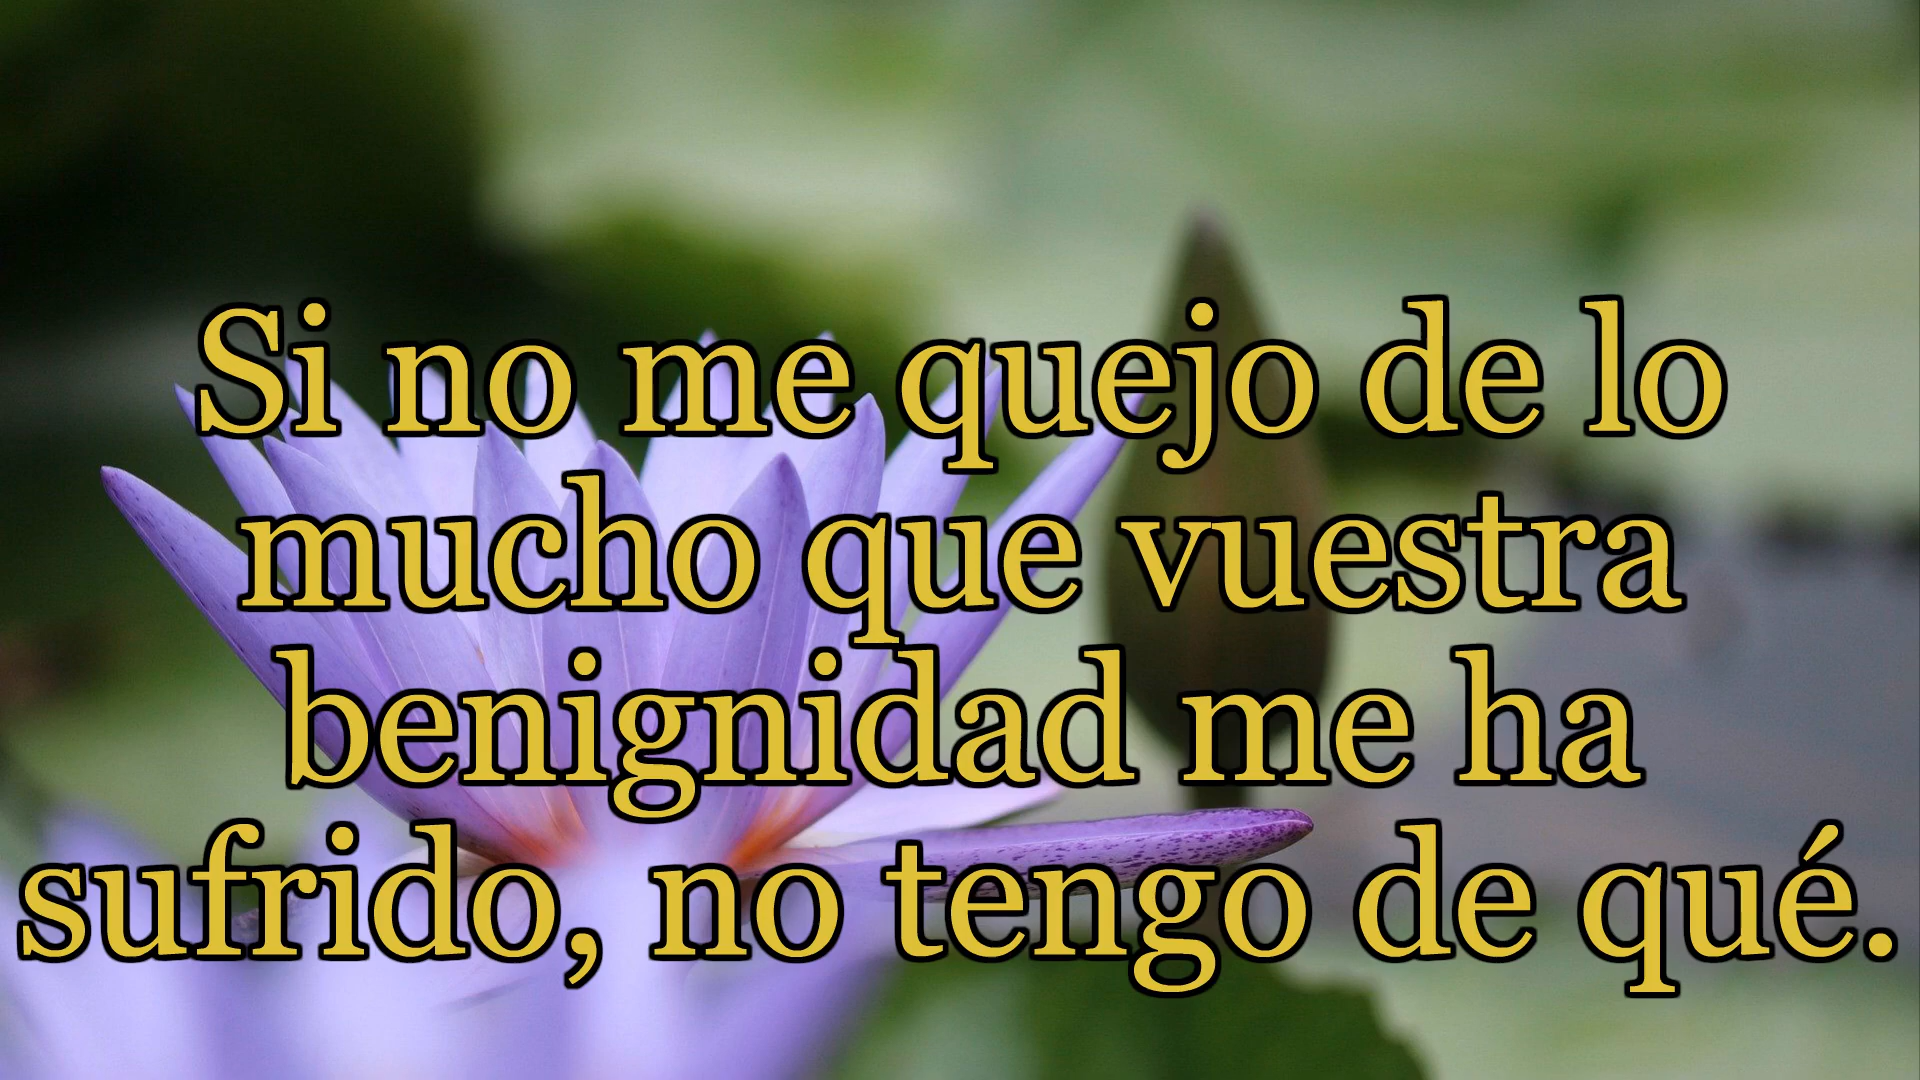 Si no me quejo de lo
mucho que vuestra
benignidad me ha
sufrido, no tengo de qué.